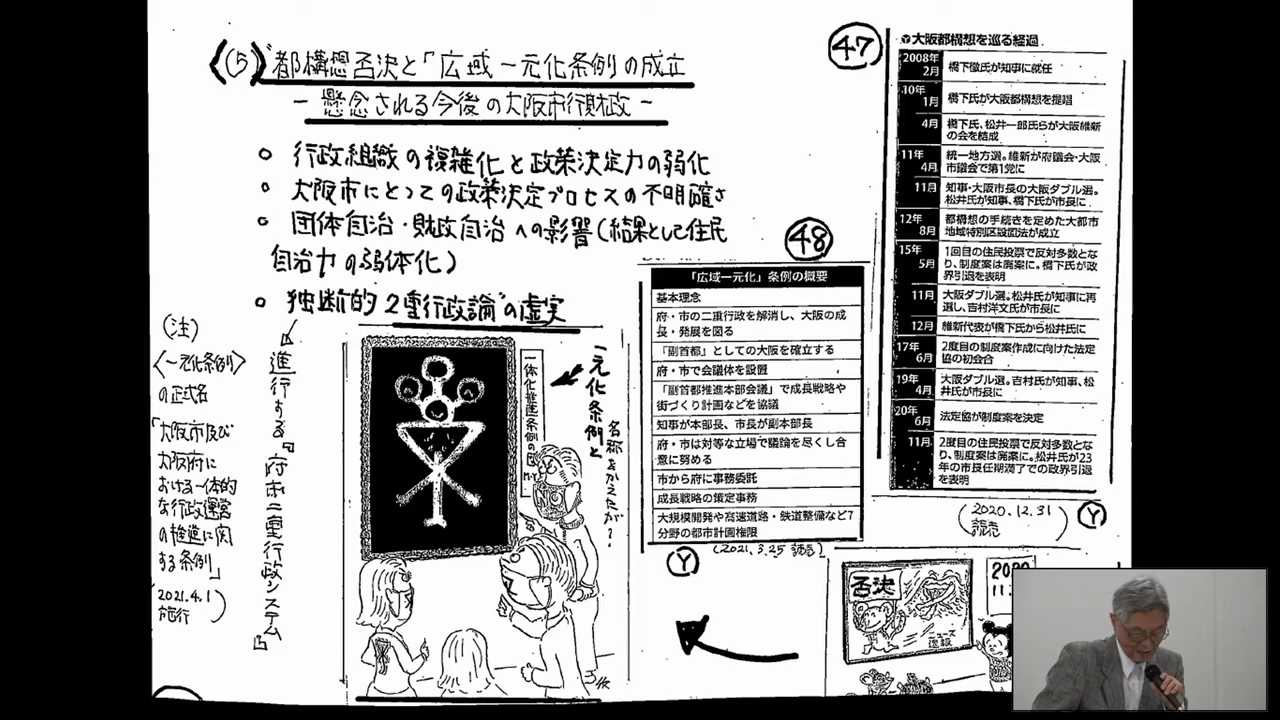 (5)都構想否決と「広域一元化条例の成立
－懸念される今後の大阪市行財政－
○行政組織の複雑化と政策決定力の弱化
○大阪市にとっての政策決定プロセスの不明確さ
○団体自治・財政自治への影響(結果として住民
自治力の弱体化)
○独断的"2重行政論"の虚実
(注)
〈一元化条例〉
の正式名
「大阪市及び
大阪府に
おける一体的
な行政運営
の推進に関
する条例」
2021.4.1
施行
進行する『府市二重行政システム』
一元化条例と
名称をかえたが?
一体化推進条例の
M.Y.
48
「広域一元化」条例の概要
基本理念
府・市の二重行政を解消し、大阪の成
長・発展を図る
「副首都」としての大阪を確立する
府・市で会議体を設置
「副首都推進本部会議」で成長戦略や
街づくり計画などを協議
知事が本部長、市長が副本部長
府・市は対等な立場で議論を尽くし合
意に努める
市から府に事務委託
成長戦略の策定事務
大規模開発や高速道路・鉄道整備など7
分野の都市計画権限
(2021.3.25 読売)
Y
47
大阪都構想を巡る経過
2008年2月 橋下徹氏が知事に就任
10年1月 橋下氏が大阪都構想を提唱
4月 橋下氏、松井一郎氏らが大阪維新
の会を結成
11年4月 統一地方選。維新が府議会・大阪
市議会で第1党に
11月 知事・大阪市長の大阪ダブル選。
松井氏が知事、橋下氏が市長に
12年8月 都構想の手続きを定めた大都市
地域特別区設置法が成立
15年5月 1回目の住民投票で反対多数とな
り、制度案は廃案に。橋下氏が政
界引退を表明
11月 大阪ダブル選。松井氏が知事に再
選し、吉村洋文氏が市長に
12月 維新代表が橋下氏から松井氏に
17年6月 2度目の制度案作成に向けた法定
協の初会合
19年4月 大阪ダブル選。吉村氏が知事、松
井氏が市長に
20年6月 法定協が制度案を決定
11月 2度目の住民投票で反対多数とな
り、制度案は廃案に。松井氏が23
年の市長任期満了での政界引退
を表明
(2020.12.31
読売)
Y
否決
ニュース
速報
11.